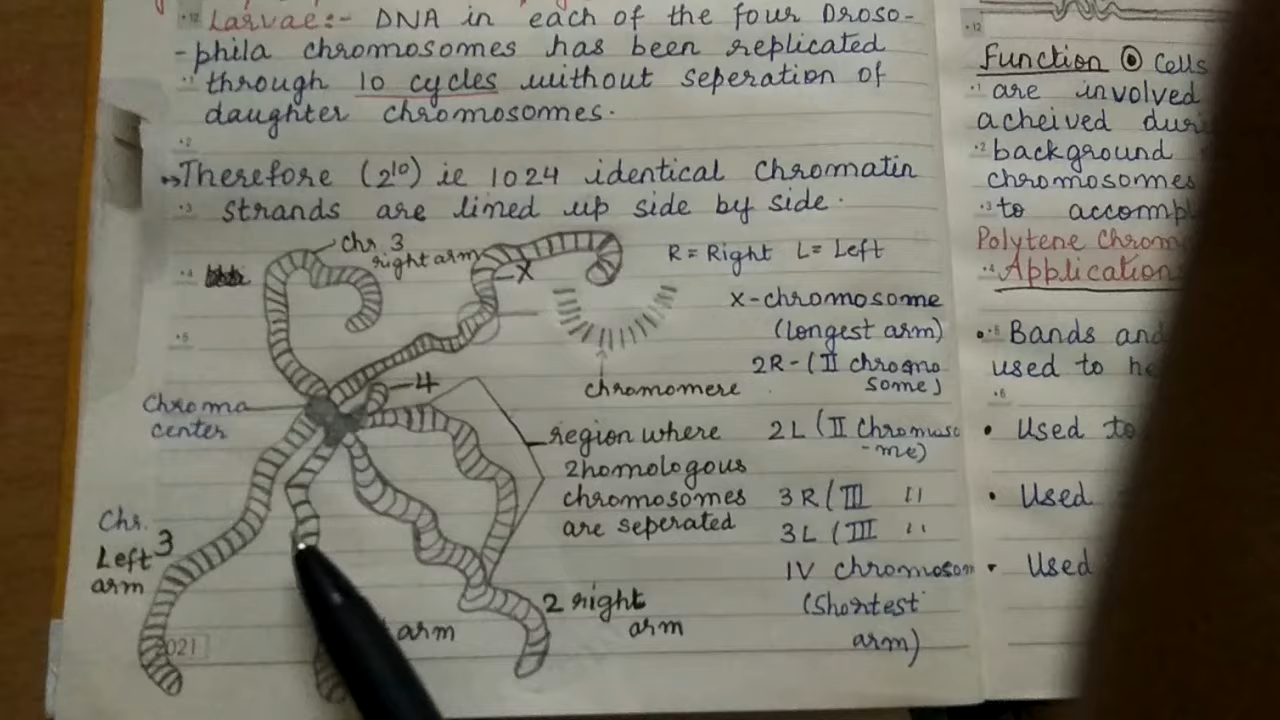 Larvae:- DNA in each of the four Droso-
-phila chromosomes has been replicated
through 10 cycles without seperation of
daughter chromosomes.
Therefore (2¹⁰) ie 1024 identical Chromatin
strands are lined up side by side.
Chr. 3
right arm
X
R = Right L = Left
X-chromosome
(longest arm)
2R-(II chromo
some)
chromomere
4
Chroma
center
region where
2homologous
chromosomes
are seperated
2L (II Chromoso
-me)
3R (III 11
3L (III 11
IV chromosom
(Shortest
arm)
Chr.
Left 3
arm
arm
2 right
arm
021
Function Cells
are involved
acheived
background
chromosomes
to
Polytene
Application
Bands and
used to
Used to
Used
Used